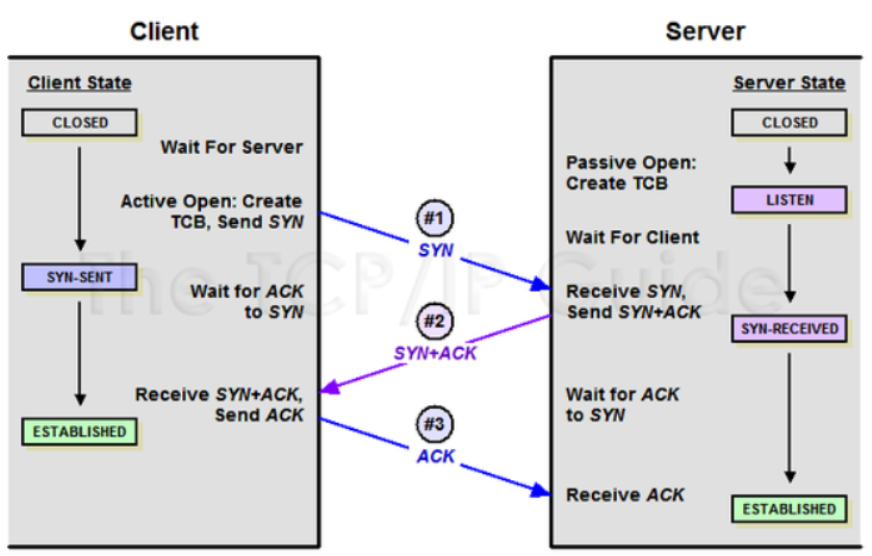 Client
Server
Client State
CLOSED
Wait For Server
Active Open: Create
TCB, Send SYN
SYN-SENT
Wait for ACK
to SYN
Receive SYN+ACK,
Send ACK
ESTABLISHED
#1
SYN
#2
SYN+ACK
#3
ACK
Server State
CLOSED
Passive Open:
Create TCB
LISTEN
Wait For Client
Receive SYN,
Send SYN+ACK
SYN-RECEIVED
Wait for ACK
to SYN
Receive ACK
ESTABLISHED
The TCP/IP Guide